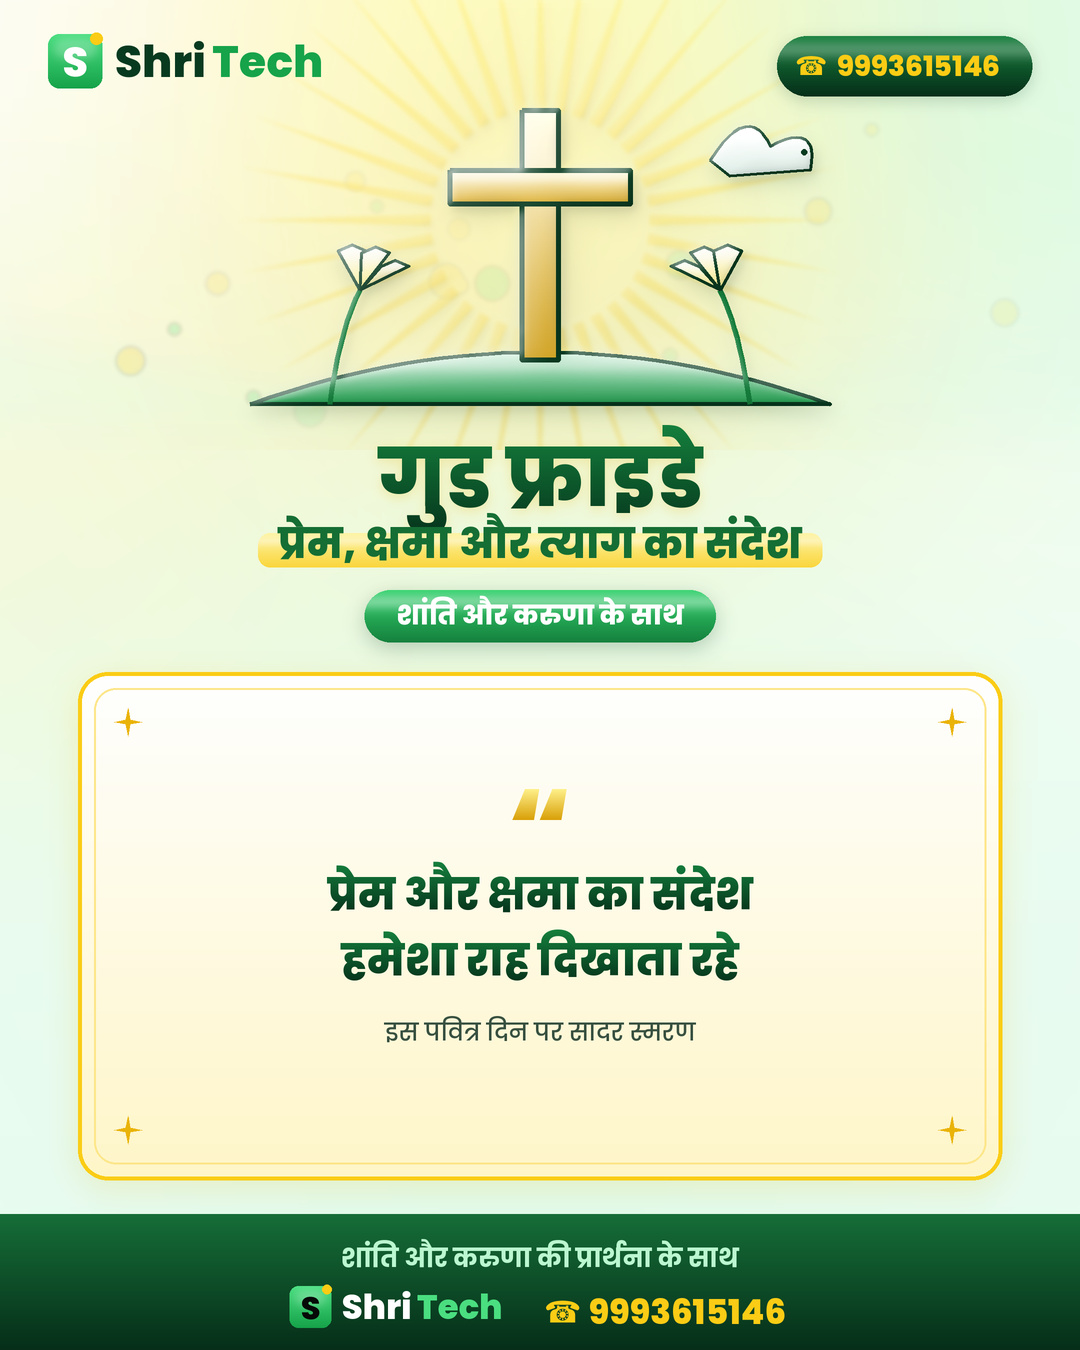 S Shri Tech
☎ 9993615146
गुड फ्राइडे
प्रेम, क्षमा और त्याग का संदेश
शांति और करुणा के साथ
"
प्रेम और क्षमा का संदेश
हमेशा राह दिखाता रहे
इस पवित्र दिन पर सादर स्मरण
शांति और करुणा की प्रार्थना के साथ
S Shri Tech ☎ 9993615146